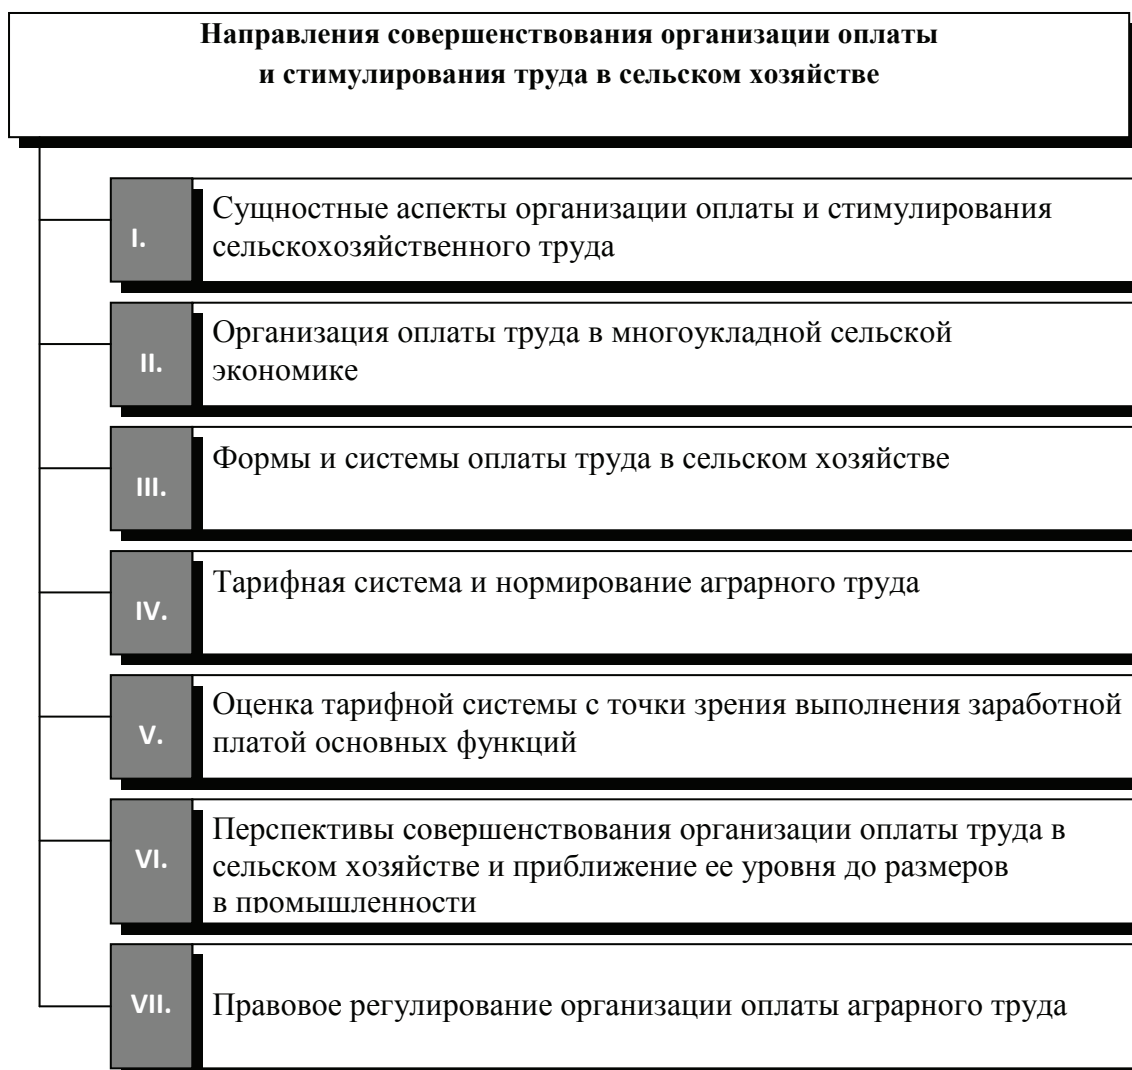 Направления совершенствования организации оплаты
и стимулирования труда в сельском хозяйстве
I.
Сущностные аспекты организации оплаты и стимулирования
сельскохозяйственного труда
II.
Организация оплаты труда в многоукладной сельской
экономике
III.
Формы и системы оплаты труда в сельском хозяйстве
IV.
Тарифная система и нормирование аграрного труда
V.
Оценка тарифной системы с точки зрения выполнения заработной
платой основных функций
VI.
Перспективы совершенствования организации оплаты труда в
сельском хозяйстве и приближение ее уровня до размеров
в промышленности
VII.
Правовое регулирование организации оплаты аграрного труда